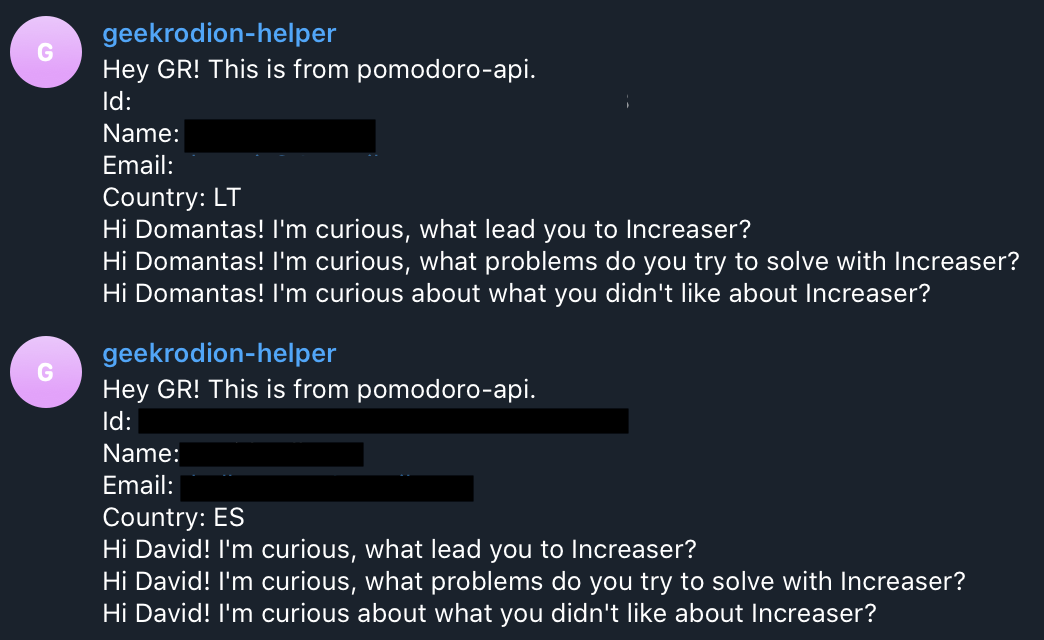 G
geekrodion-helper
Hey GR! This is from pomodoro-api.
Id:
Name:
Email:
Country: LT
Hi Domantas! I'm curious, what lead you to Increaser?
Hi Domantas! I'm curious, what problems do you try to solve with Increaser?
Hi Domantas! I'm curious about what you didn't like about Increaser?
G
geekrodion-helper
Hey GR! This is from pomodoro-api.
Id:
Name:
Email:
Country: ES
Hi David! I'm curious, what lead you to Increaser?
Hi David! I'm curious, what problems do you try to solve with Increaser?
Hi David! I'm curious about what you didn't like about Increaser?